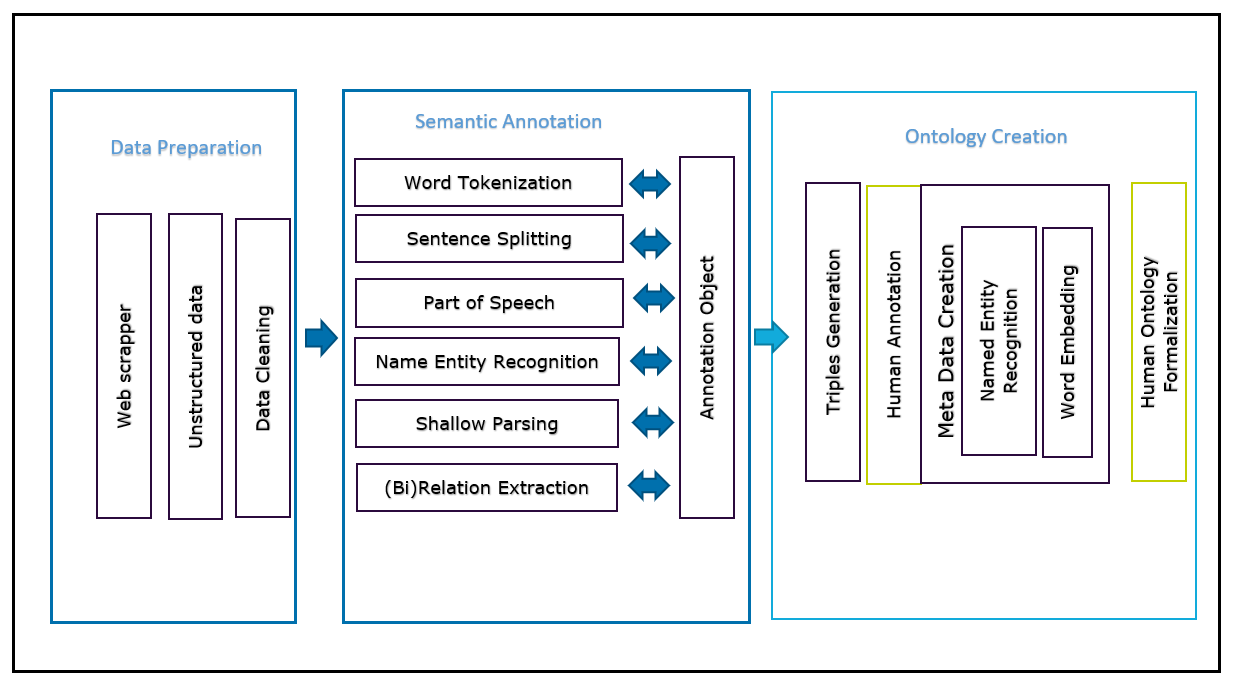 Data Preparation
Web scrapper
Unstructured data
Data Cleaning
Semantic Annotation
Word Tokenization
Sentence Splitting
Part of Speech
Name Entity Recognition
Shallow Parsing
(Bi)Relation Extraction
Annotation Object
Ontology Creation
Triples Generation
Human Annotation
Meta Data Creation
Named Entity
Recognition
Word Embedding
Human Ontology
Formalization